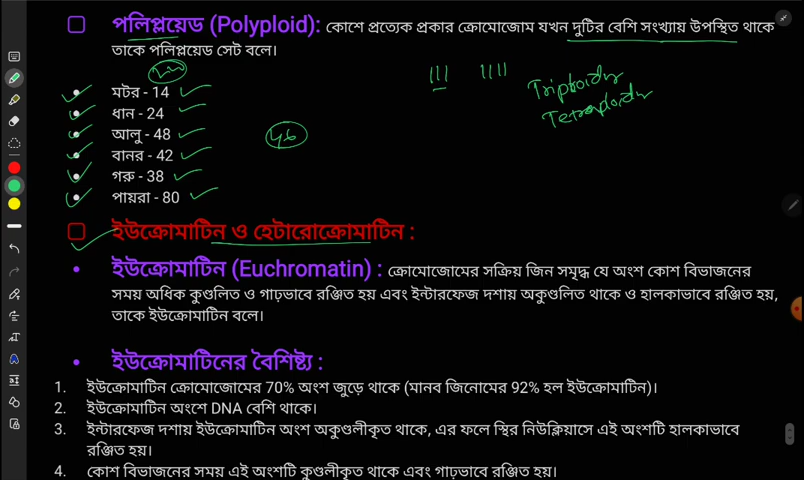 পলিপ্লয়েড (Polyploid): কোশে প্রত্যেক প্রকার ক্রোমোজোম যখন দুটির বেশি সংখ্যায় উপস্থিত থাকে
তাকে পলিপ্লয়েড সেট বলে।
মটর - 14
ধান - 24
আলু - 48
বানর - 42
গরু - 38
পায়রা - 80
46
Triploidy
Tetraploidy
ইউক্রোমাটিন ও হেটারোক্রোমাটিন :
ইউক্রোমাটিন (Euchromatin) : ক্রোমোজোমের সক্রিয় জিন সমৃদ্ধ যে অংশ কোশ বিভাজনের
সময় অধিক কুণ্ডলিত ও গাঢ়ভাবে রঞ্জিত হয় এবং ইন্টারফেজ দশায় অকুণ্ডলিত থাকে ও হালকাভাবে রঞ্জিত হয়,
তাকে ইউক্রোমাটিন বলে।
ইউক্রোমাটিনের বৈশিষ্ট্য :
1. ইউক্রোমাটিন ক্রোমোজোমের 70% অংশ জুড়ে থাকে (মানব জিনোমের 92% হল ইউক্রোমাটিন)।
2. ইউক্রোমাটিন অংশে DNA বেশি থাকে।
3. ইন্টারফেজ দশায় ইউক্রোমাটিন অংশ অকুণ্ডলীকৃত থাকে, এর ফলে স্থির নিউক্লিয়াসে এই অংশটি হালকাভাবে
রঞ্জিত হয়।
4. কোশ বিভাজনের সময় এই অংশটি কুণ্ডলীকৃত থাকে এবং গাঢ়ভাবে রঞ্জিত হয়।